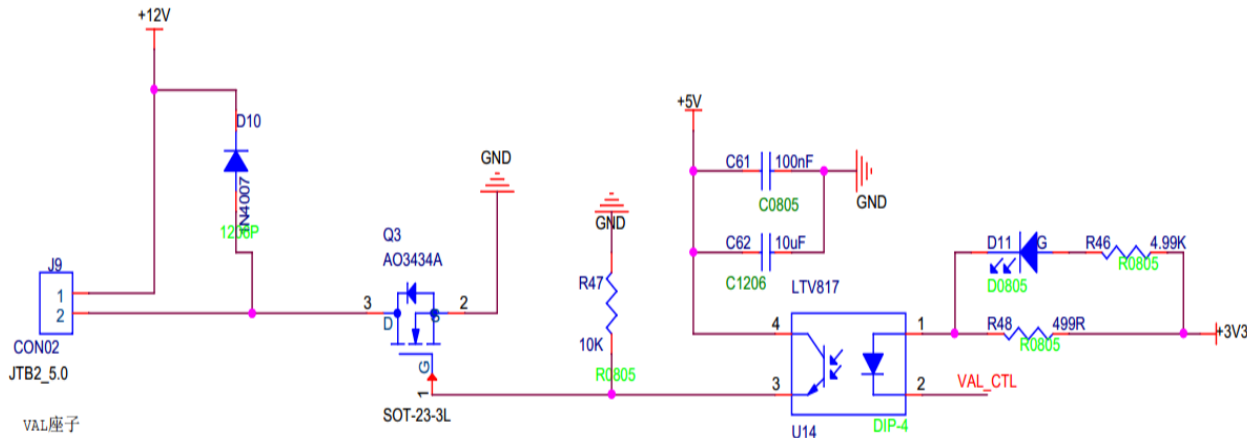 +12V
D10
1N4007
1206P
J9
1
2
CON02
JTB2_5.0
VAL座子
GND
Q3
AO3434A
3
2
D
S
G
1
SOT-23-3L
GND
R47
10K
R0805
+5V
C61
100nF
C0805
GND
C62
10uF
C1206
LTV817
4
1
3
2
U14
DIP-4
VAL_CTL
D11
G
D0805
R46
4.99K
R0805
R48
499R
R0805
+3V3